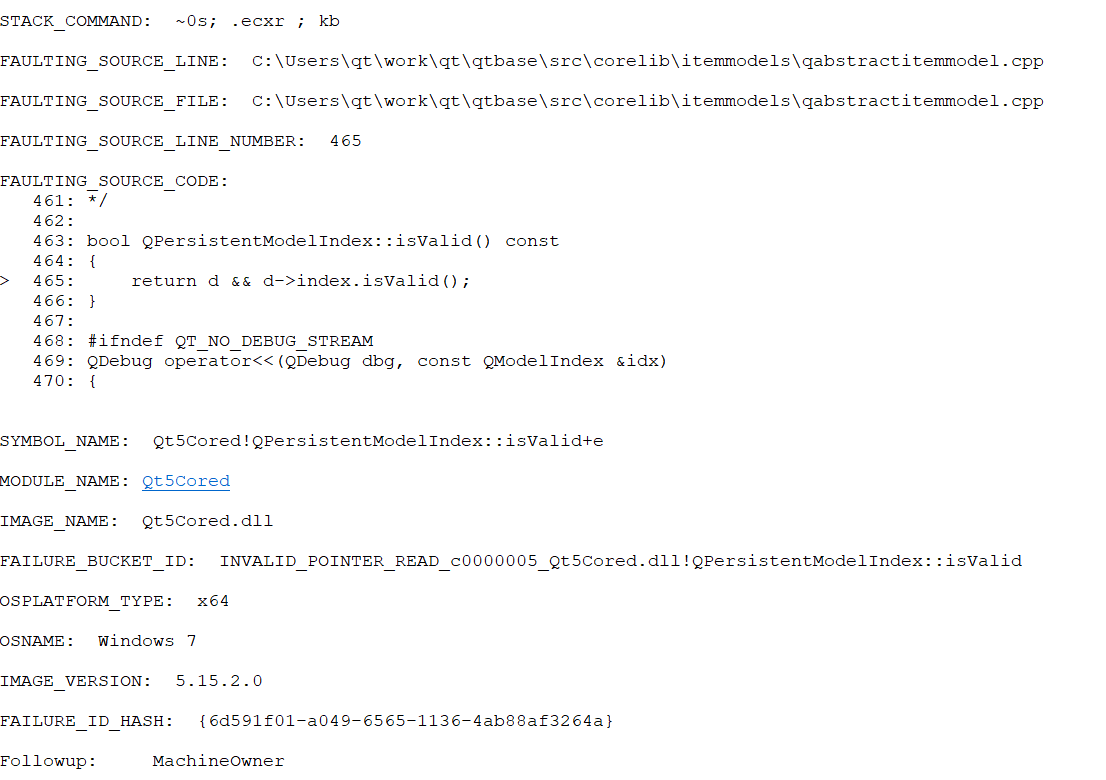 STACK_COMMAND:  ~0s; .ecxr ; kb
FAULTING_SOURCE_LINE:  C:\Users\qt\work\qt\qtbase\src\corelib\itemmodels\qabstractitemmodel.cpp
FAULTING_SOURCE_FILE:  C:\Users\qt\work\qt\qtbase\src\corelib\itemmodels\qabstractitemmodel.cpp
FAULTING_SOURCE_LINE_NUMBER:  465
FAULTING_SOURCE_CODE:
   461: */
   462:
   463: bool QPersistentModelIndex::isValid() const
   464: {
>  465:     return d && d->index.isValid();
   466: }
   467:
   468: #ifndef QT_NO_DEBUG_STREAM
   469: QDebug operator<<(QDebug dbg, const QModelIndex &idx)
   470: {
SYMBOL_NAME:  Qt5Cored!QPersistentModelIndex::isValid+e
MODULE_NAME: Qt5Cored
IMAGE_NAME:  Qt5Cored.dll
FAILURE_BUCKET_ID:  INVALID_POINTER_READ_c0000005_Qt5Cored.dll!QPersistentModelIndex::isValid
OSPLATFORM_TYPE:  x64
OSNAME:  Windows 7
IMAGE_VERSION:  5.15.2.0
FAILURE_ID_HASH:  {6d591f01-a049-6565-1136-4ab88af3264a}
Followup:     MachineOwner